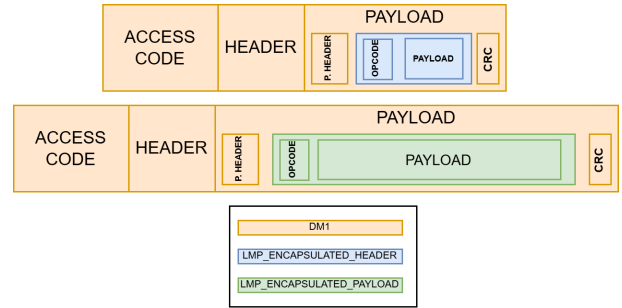 PAYLOAD
ACCESS
CODE
HEADER
P. HEADER
OPCODE
PAYLOAD
CRC
PAYLOAD
ACCESS
CODE
HEADER
P. HEADER
OPCODE
PAYLOAD
CRC
DM1
LMP_ENCAPSULATED_HEADER
LMP_ENCAPSULATED_PAYLOAD